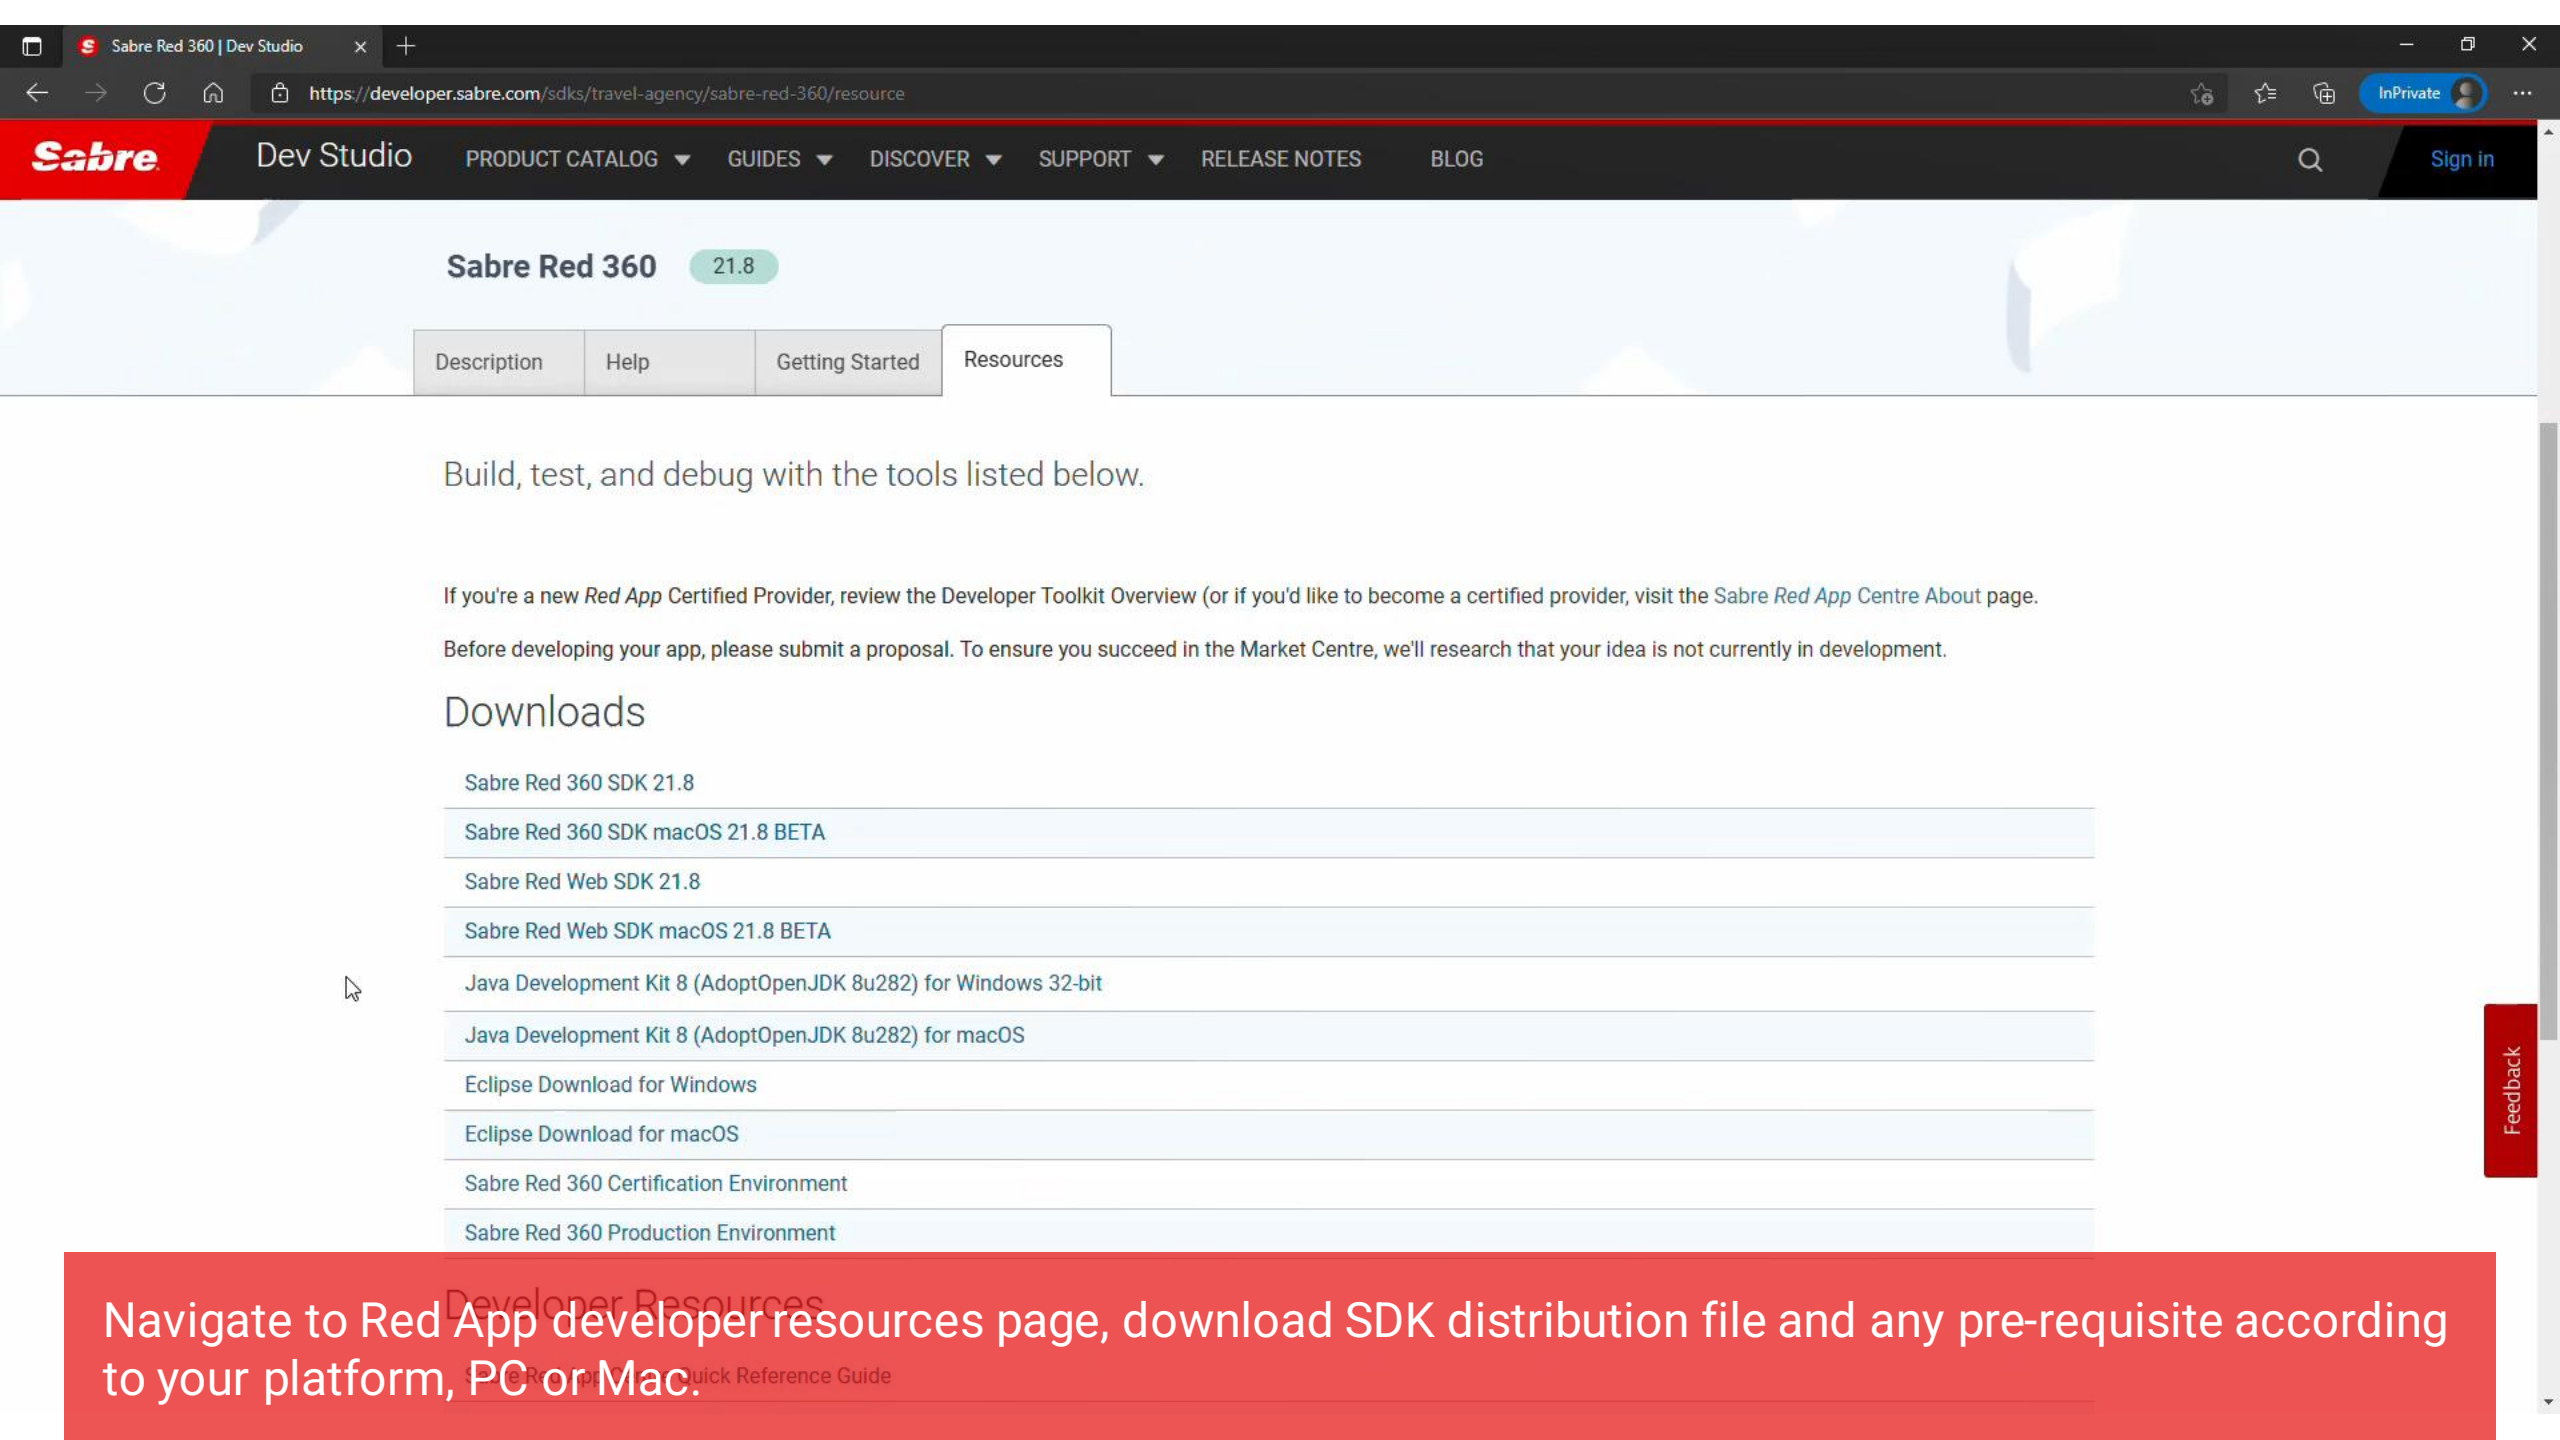 Sabre Red 360 | Dev Studio
https://developer.sabre.com/sdks/travel-agency/sabre-red-360/resource
InPrivate
Sabre Dev Studio PRODUCT CATALOG GUIDES DISCOVER SUPPORT RELEASE NOTES BLOG Sign in
Sabre Red 360 21.8
Description Help Getting Started Resources
Build, test, and debug with the tools listed below.
If you're a new Red App Certified Provider, review the Developer Toolkit Overview (or if you'd like to become a certified provider, visit the Sabre Red App Centre About page.
Before developing your app, please submit a proposal. To ensure you succeed in the Market Centre, we'll research that your idea is not currently in development.
Downloads
Sabre Red 360 SDK 21.8
Sabre Red 360 SDK macOS 21.8 BETA
Sabre Red Web SDK 21.8
Sabre Red Web SDK macOS 21.8 BETA
Java Development Kit 8 (AdoptOpenJDK 8u282) for Windows 32-bit
Java Development Kit 8 (AdoptOpenJDK 8u282) for macOS
Eclipse Download for Windows
Eclipse Download for macOS
Sabre Red 360 Certification Environment
Sabre Red 360 Production Environment
Feedback
Developer Resources
Sabre Red App Centre Quick Reference Guide
Navigate to Red App developer resources page, download SDK distribution file and any pre-requisite according
to your platform, PC or Mac.